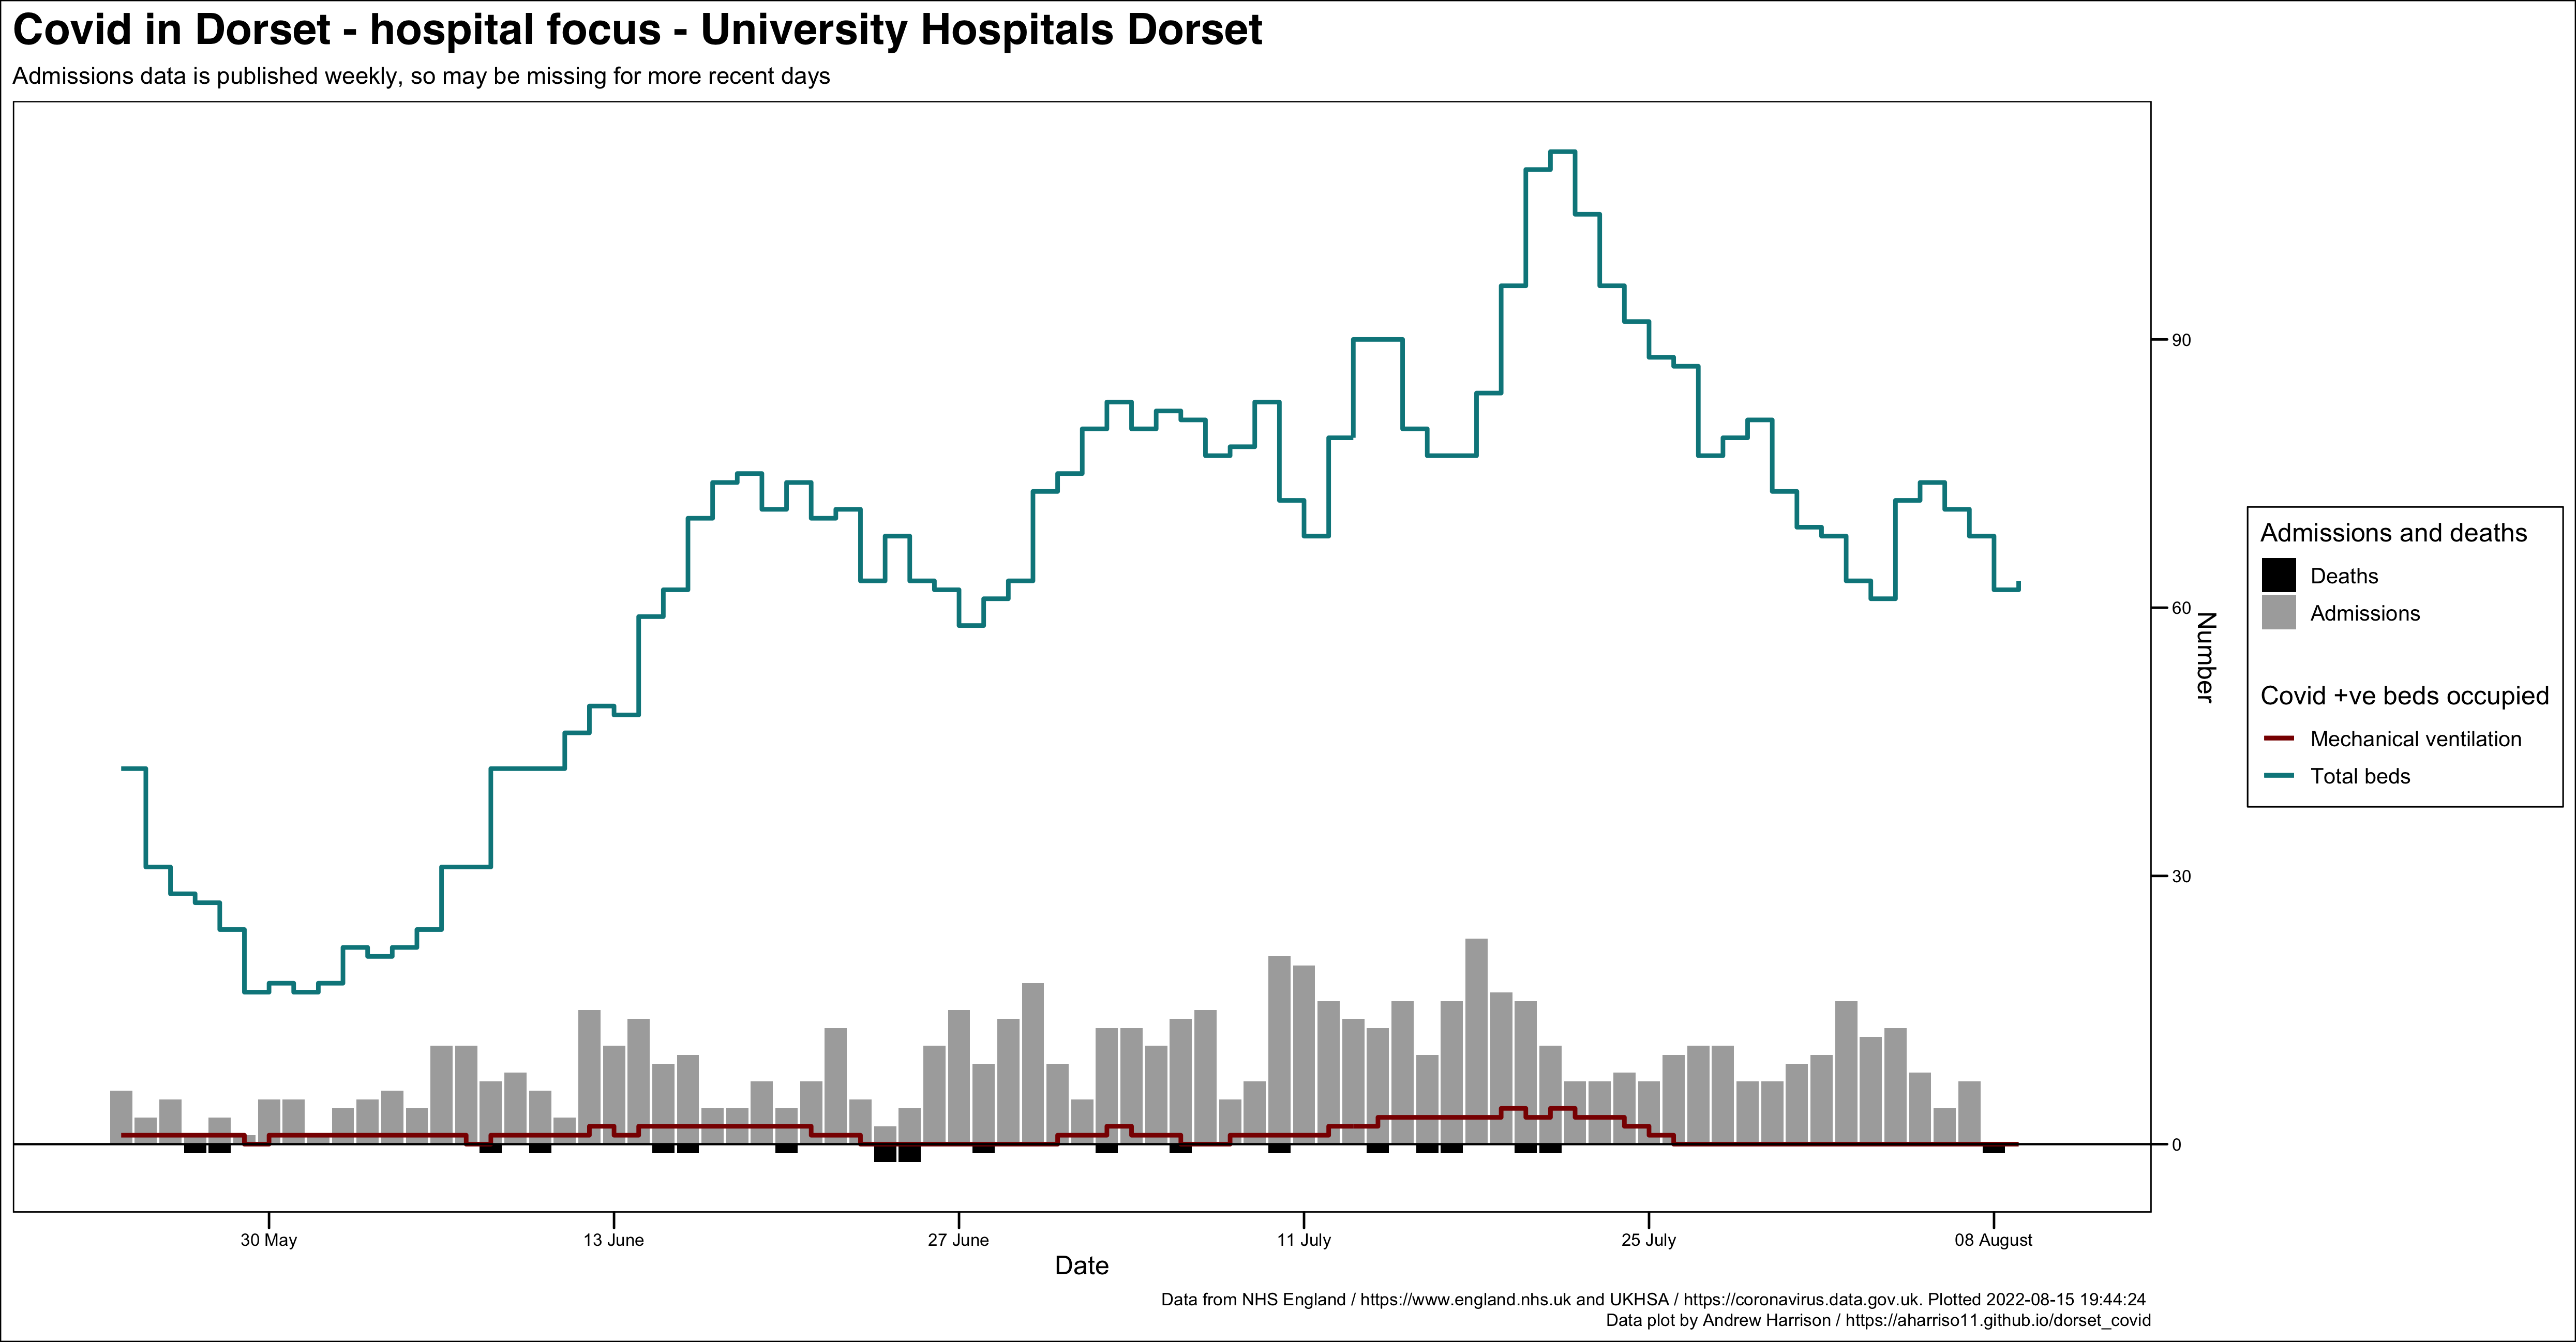 Covid in Dorset - hospital focus - University Hospitals Dorset
Admissions data is published weekly, so may be missing for more recent days
90
60
30
0
Number
Admissions and deaths
Deaths
Admissions
Covid +ve beds occupied
Mechanical ventilation
Total beds
30 May
13 June
27 June
11 July
25 July
08 August
Date
Data from NHS England / https://www.england.nhs.uk and UKHSA / https://coronavirus.data.gov.uk. Plotted 2022-08-15 19:44:24
Data plot by Andrew Harrison / https://aharriso11.github.io/dorset_covid